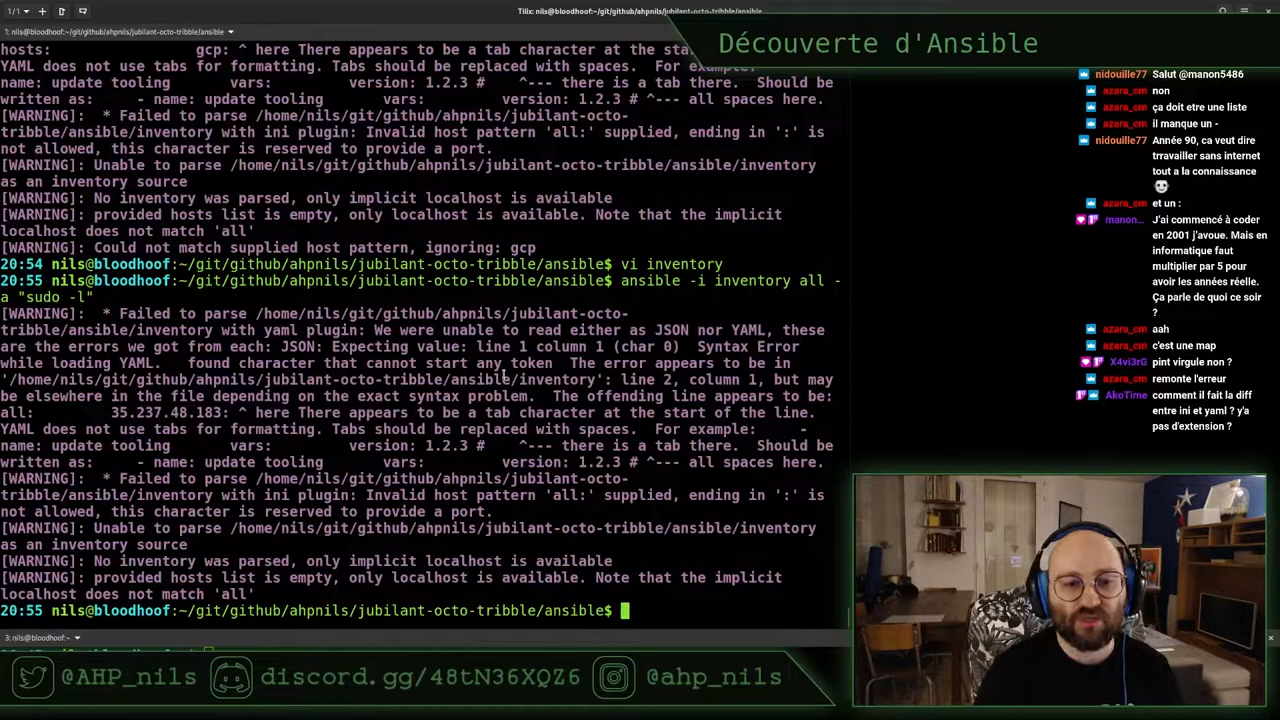 1/1
Tilix: nils@bloodhoof:~/git/github/ahpnils/jubilant-octo-tribble/ansible
1: nils@bloodhoof:~/git/github/ahpnils/jubilant-octo-tribble/ansible
hosts:                 gcp: ^ here There appears to be a tab character at the sta
YAML does not use tabs for formatting. Tabs should be replaced with spaces.  For example:
name: update tooling       vars:         version: 1.2.3 #    ^--- there is a tab there.  Should be
written as:     - name: update tooling     vars:       version: 1.2.3 # ^--- all spaces here.
[WARNING]:  * Failed to parse /home/nils/git/github/ahpnils/jubilant-octo-
tribble/ansible/inventory with ini plugin: Invalid host pattern 'all:' supplied, ending in ':' is
not allowed, this character is reserved to provide a port.
[WARNING]: Unable to parse /home/nils/git/github/ahpnils/jubilant-octo-tribble/ansible/inventory
as an inventory source
[WARNING]: No inventory was parsed, only implicit localhost is available
[WARNING]: provided hosts list is empty, only localhost is available. Note that the implicit
localhost does not match 'all'
[WARNING]: Could not match supplied host pattern, ignoring: gcp
20:54 nils@bloodhoof:~/git/github/ahpnils/jubilant-octo-tribble/ansible$ vi inventory
20:55 nils@bloodhoof:~/git/github/ahpnils/jubilant-octo-tribble/ansible$ ansible -i inventory all -
a "sudo -l"
[WARNING]:  * Failed to parse /home/nils/git/github/ahpnils/jubilant-octo-
tribble/ansible/inventory with yaml plugin: We were unable to read either as JSON nor YAML, these
are the errors we got from each: JSON: Expecting value: line 1 column 1 (char 0)  Syntax Error
while loading YAML.   found character that cannot start any token  The error appears to be in
'/home/nils/git/github/ahpnils/jubilant-octo-tribble/ansible/inventory': line 2, column 1, but may
be elsewhere in the file depending on the exact syntax problem.  The offending line appears to be:
all:         35.237.48.183: ^ here There appears to be a tab character at the start of the line.
YAML does not use tabs for formatting. Tabs should be replaced with spaces.  For example:     -
name: update tooling       vars:         version: 1.2.3 #    ^--- there is a tab there.  Should be
written as:     - name: update tooling     vars:       version: 1.2.3 # ^--- all spaces here.
[WARNING]:  * Failed to parse /home/nils/git/github/ahpnils/jubilant-octo-
tribble/ansible/inventory with ini plugin: Invalid host pattern 'all:' supplied, ending in ':' is
not allowed, this character is reserved to provide a port.
[WARNING]: Unable to parse /home/nils/git/github/ahpnils/jubilant-octo-tribble/ansible/inventory
as an inventory source
[WARNING]: No inventory was parsed, only implicit localhost is available
[WARNING]: provided hosts list is empty, only localhost is available. Note that the implicit
localhost does not match 'all'
20:55 nils@bloodhoof:~/git/github/ahpnils/jubilant-octo-tribble/ansible$
3: nils@bloodhoof:~
Découverte d'Ansible
nidouille77 Salut @manon5486
azara_cm non
azara_cm ça doit etre une liste
azara_cm il manque un -
nidouille77 Année 90, ca veut dire
travailler sans internet
tout a la connaissance
azara_cm et un :
manon... J'ai commencé à coder
en 2001 j'avoue. Mais en
informatique faut
multiplier par 5 pour
avoir les années réelle.
Ça parle de quoi ce soir
?
azara_cm aah
azara_cm c'est une map
X4vi3rG pint virgule non ?
azara_cm remonte l'erreur
AkoTime comment il fait la diff
entre ini et yaml ? y'a
pas d'extension ?
@AHP_nils
discord.gg/48tN36XQZ6
@ahp_nils